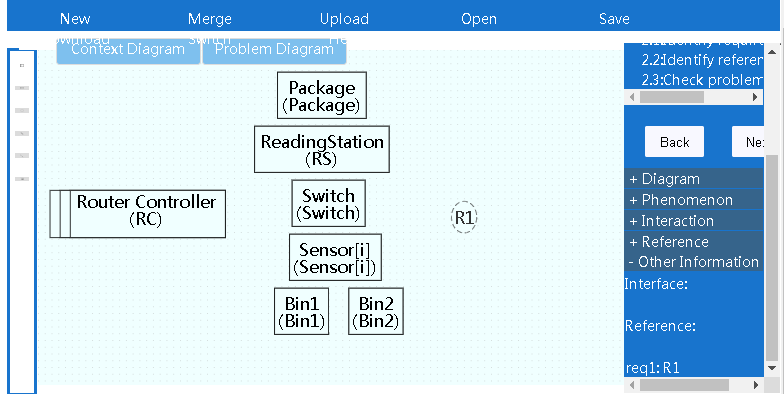 New Merge Upload Open Save
Switch
Context Diagram Problem Diagram
2.2:Identify referen
2.3:Check problem
Back
+ Diagram
+ Phenomenon
+ Interaction
+ Reference
- Other Information
Interface:
Reference:
req1: R1
Package
(Package)
ReadingStation
(RS)
Switch
(Switch)
Router Controller
(RC)
R1
Sensor[i]
(Sensor[i])
Bin1
(Bin1)
Bin2
(Bin2)